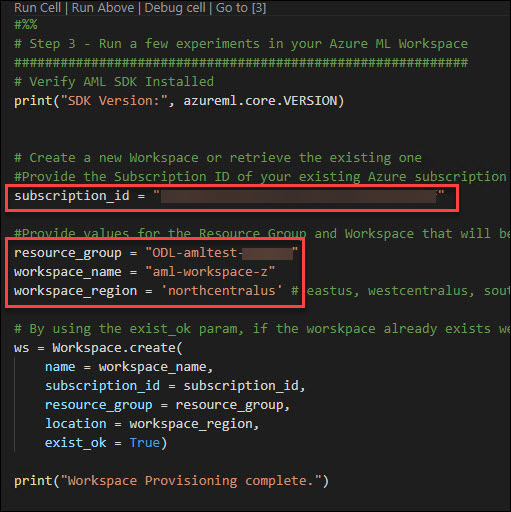 Run Cell | Run Above | Debug cell | Go to [3]
#%%
# Step 3 - Run a few experiments in your Azure ML Workspace
###########################################################
# Verify AML SDK Installed
print("SDK Version:", azureml.core.VERSION)
# Create a new Workspace or retrieve the existing one
#Provide the Subscription ID of your existing Azure subscription
subscription_id = " "
#Provide values for the Resource Group and Workspace that will be
resource_group = "ODL-amltest- "
workspace_name = "aml-workspace-z"
workspace_region = 'northcentralus' # eastus, westcentralus, sout
# By using the exist_ok param, if the worskpace already exists we
ws = Workspace.create(
name = workspace_name,
subscription_id = subscription_id,
resource_group = resource_group,
location = workspace_region,
exist_ok = True)
print("Workspace Provisioning complete.")